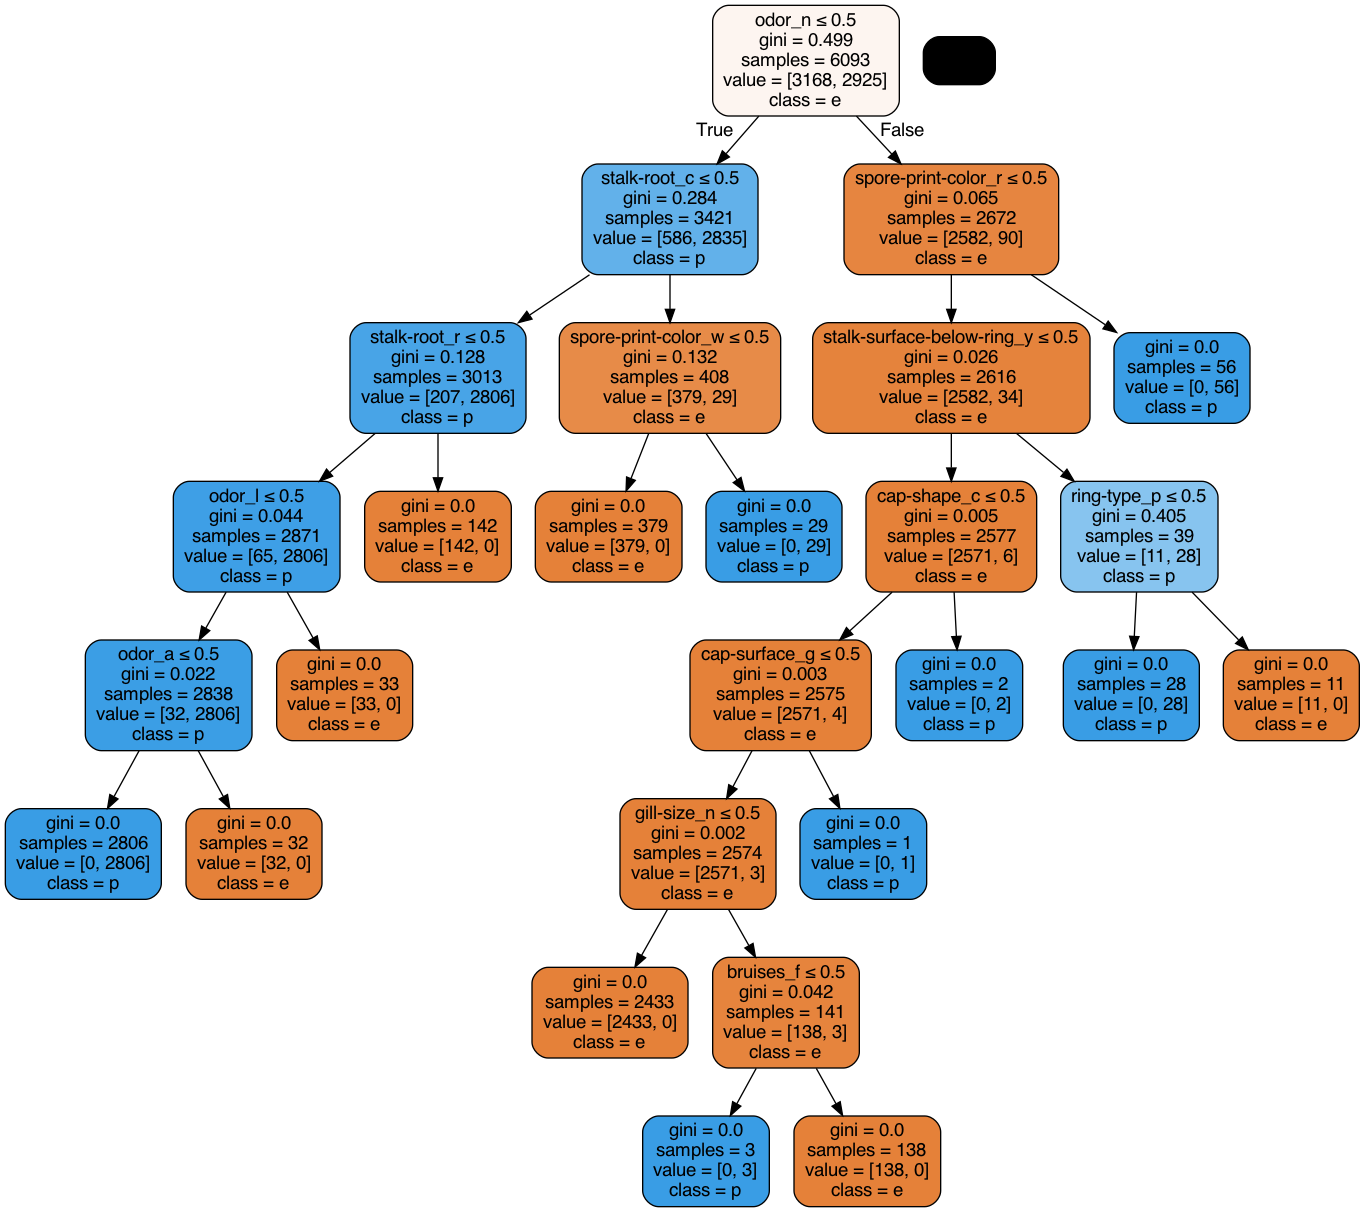 odor_n ≤ 0.5
gini = 0.499
samples = 6093
value = [3168, 2925]
class = e
True
False
stalk-root_c ≤ 0.5
gini = 0.284
samples = 3421
value = [586, 2835]
class = p
spore-print-color_r ≤ 0.5
gini = 0.065
samples = 2672
value = [2582, 90]
class = e
stalk-root_r ≤ 0.5
gini = 0.128
samples = 3013
value = [207, 2806]
class = p
spore-print-color_w ≤ 0.5
gini = 0.132
samples = 408
value = [379, 29]
class = e
stalk-surface-below-ring_y ≤ 0.5
gini = 0.026
samples = 2616
value = [2582, 34]
class = e
gini = 0.0
samples = 56
value = [0, 56]
class = p
odor_l ≤ 0.5
gini = 0.044
samples = 2871
value = [65, 2806]
class = p
gini = 0.0
samples = 142
value = [142, 0]
class = e
gini = 0.0
samples = 379
value = [379, 0]
class = e
gini = 0.0
samples = 29
value = [0, 29]
class = p
cap-shape_c ≤ 0.5
gini = 0.005
samples = 2577
value = [2571, 6]
class = e
ring-type_p ≤ 0.5
gini = 0.405
samples = 39
value = [11, 28]
class = p
odor_a ≤ 0.5
gini = 0.022
samples = 2838
value = [32, 2806]
class = p
gini = 0.0
samples = 33
value = [33, 0]
class = e
cap-surface_g ≤ 0.5
gini = 0.003
samples = 2575
value = [2571, 4]
class = e
gini = 0.0
samples = 2
value = [0, 2]
class = p
gini = 0.0
samples = 28
value = [0, 28]
class = p
gini = 0.0
samples = 11
value = [11, 0]
class = e
gini = 0.0
samples = 2806
value = [0, 2806]
class = p
gini = 0.0
samples = 32
value = [32, 0]
class = e
gill-size_n ≤ 0.5
gini = 0.002
samples = 2574
value = [2571, 3]
class = e
gini = 0.0
samples = 1
value = [0, 1]
class = p
gini = 0.0
samples = 2433
value = [2433, 0]
class = e
bruises_f ≤ 0.5
gini = 0.042
samples = 141
value = [138, 3]
class = e
gini = 0.0
samples = 3
value = [0, 3]
class = p
gini = 0.0
samples = 138
value = [138, 0]
class = e